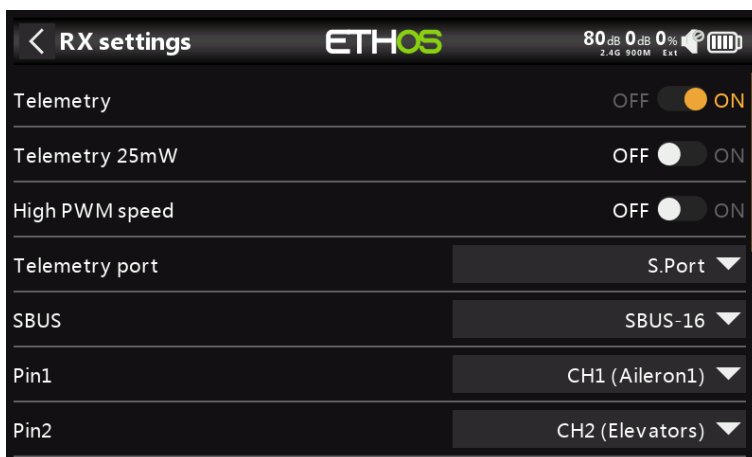 RX settings ETHOS 80dB 0dB 0%
2.4G 900M Ext
Telemetry OFF ON
Telemetry 25mW OFF ON
High PWM speed OFF ON
Telemetry port S.Port
SBUS SBUS-16
Pin1 CH1 (Aileron1)
Pin2 CH2 (Elevators)